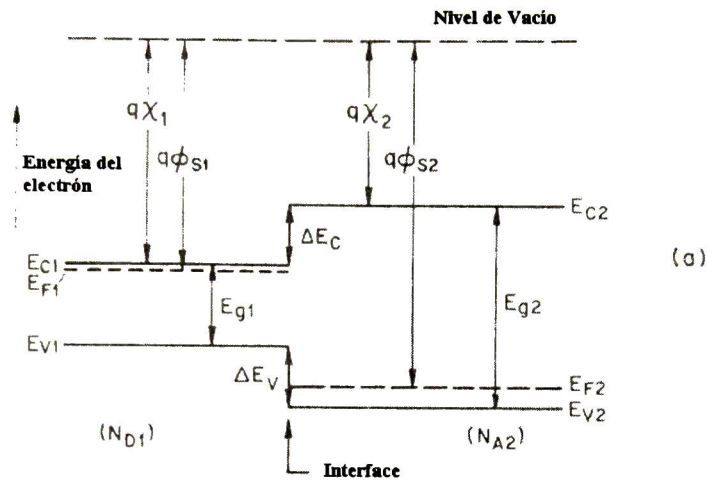 Nivel de Vacío
qχ₁
qχ₂
Energía del
electrón
qϕS1
qϕS2
EC2
ΔEC
EC1
EF1
Eg1
Eg2
(a)
EV1
ΔEV
EF2
EV2
(ND1)
(NA2)
Interface